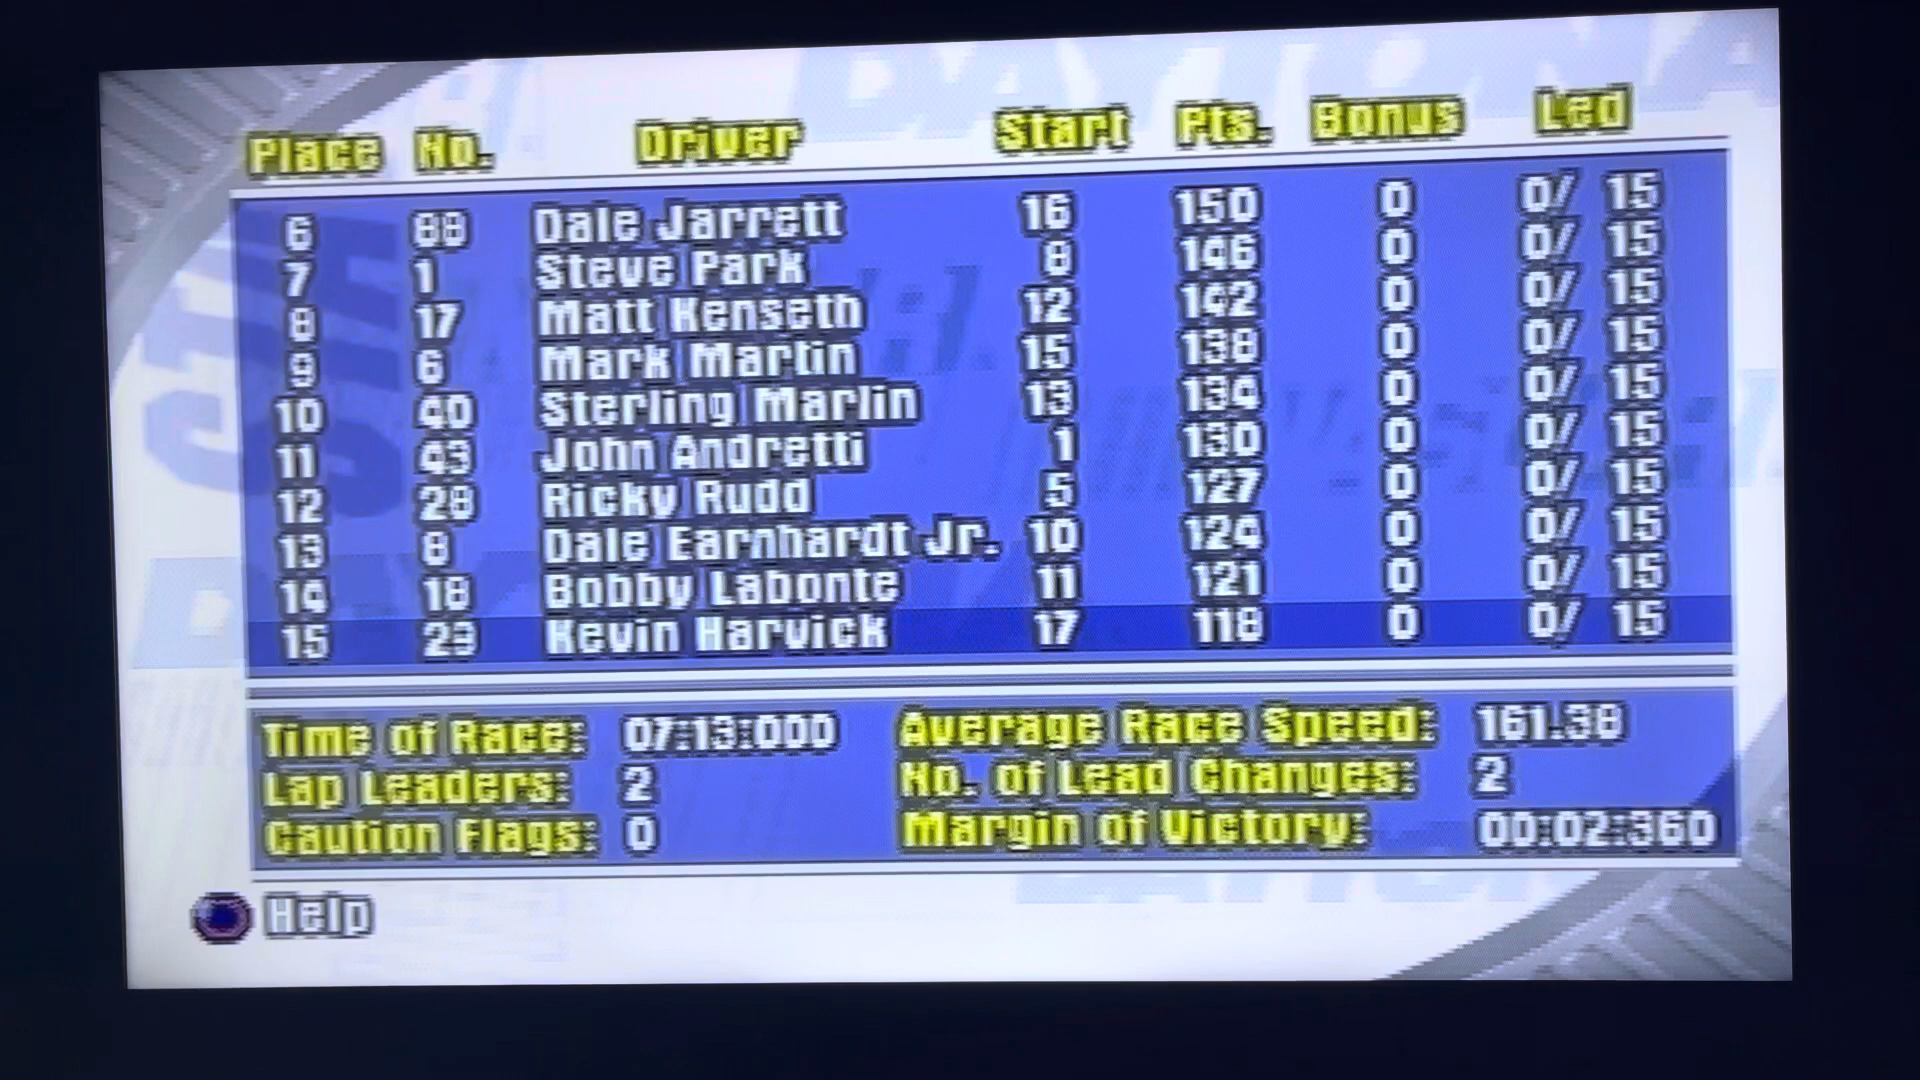 Place No. Driver Start Pts. Bonus Led
6 88 Dale Jarrett 16 150 0 0/ 15
7 1 Steve Park 8 146 0 0/ 15
8 17 Matt Kenseth 12 142 0 0/ 15
9 6 Mark Martin 15 138 0 0/ 15
10 40 Sterling Marlin 13 134 0 0/ 15
11 43 John Andretti 1 130 0 0/ 15
12 28 Ricky Rudd 5 127 0 0/ 15
13 8 Dale Earnhardt Jr. 10 124 0 0/ 15
14 18 Bobby Labonte 11 121 0 0/ 15
15 29 Kevin Harvick 17 118 0 0/ 15
Time of Race: 07:13:000 Average Race Speed: 161.38
Lap Leaders: 2 No. of Lead Changes: 2
Caution Flags: 0 Margin of Victory: 00:02:360
Help